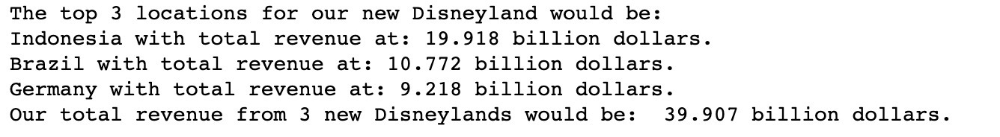 The top 3 locations for our new Disneyland would be:
Indonesia with total revenue at: 19.918 billion dollars.
Brazil with total revenue at: 10.772 billion dollars.
Germany with total revenue at: 9.218 billion dollars.
Our total revenue from 3 new Disneylands would be:  39.907 billion dollars.